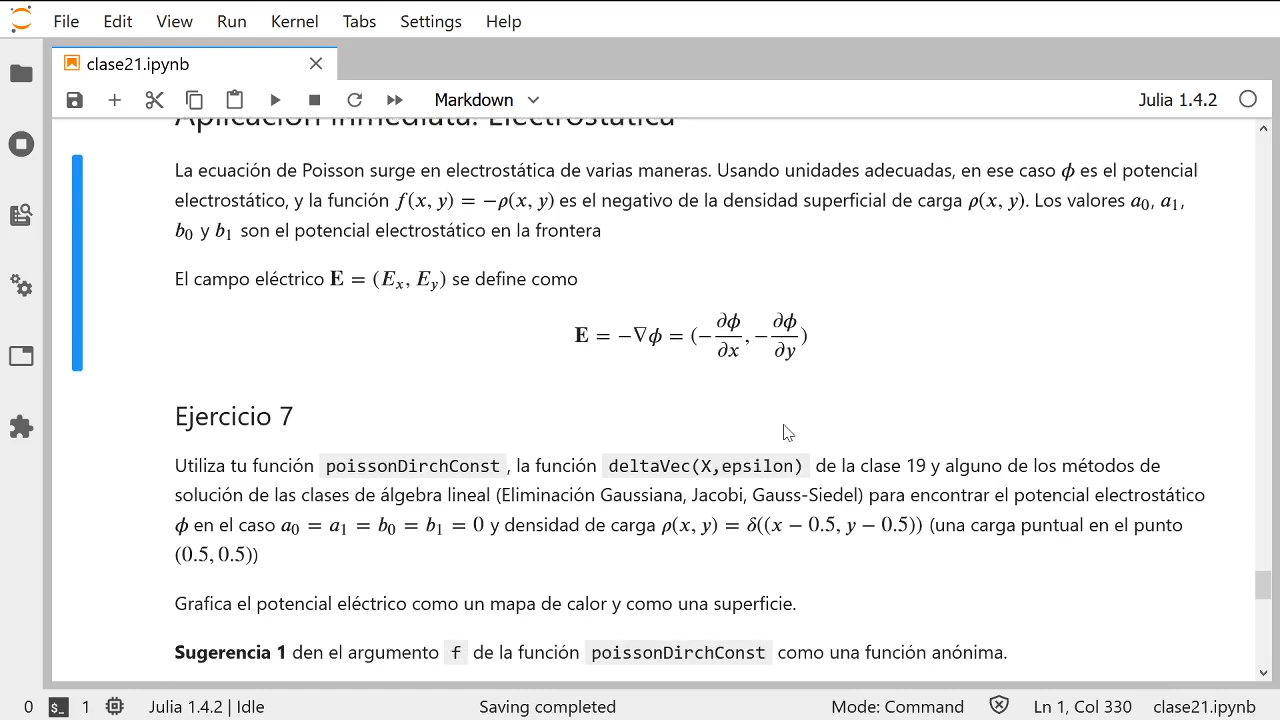 File Edit View Run Kernel Tabs Settings Help
clase21.ipynb
Markdown Julia 1.4.2
Aplicación inmediata: Electrostática
La ecuación de Poisson surge en electrostática de varias maneras. Usando unidades adecuadas, en ese caso ϕ es el potencial
electrostático, y la función f(x, y) = −ρ(x, y) es el negativo de la densidad superficial de carga ρ(x, y). Los valores a₀, a₁,
b₀ y b₁ son el potencial electrostático en la frontera
El campo eléctrico E = (Eₓ, E_y) se define como
E = −∇ϕ = (−∂ϕ/∂x, −∂ϕ/∂y)
Ejercicio 7
Utiliza tu función poissonDirchConst , la función deltaVec(X,epsilon) de la clase 19 y alguno de los métodos de
solución de las clases de álgebra lineal (Eliminación Gaussiana, Jacobi, Gauss-Siedel) para encontrar el potencial electrostático
ϕ en el caso a₀ = a₁ = b₀ = b₁ = 0 y densidad de carga ρ(x, y) = δ((x − 0.5, y − 0.5)) (una carga puntual en el punto
(0.5, 0.5))
Grafica el potencial eléctrico como un mapa de calor y como una superficie.
Sugerencia 1 den el argumento f de la función poissonDirchConst como una función anónima.
0 $_ 1 Julia 1.4.2 | Idle Saving completed Mode: Command Ln 1, Col 330 clase21.ipynb